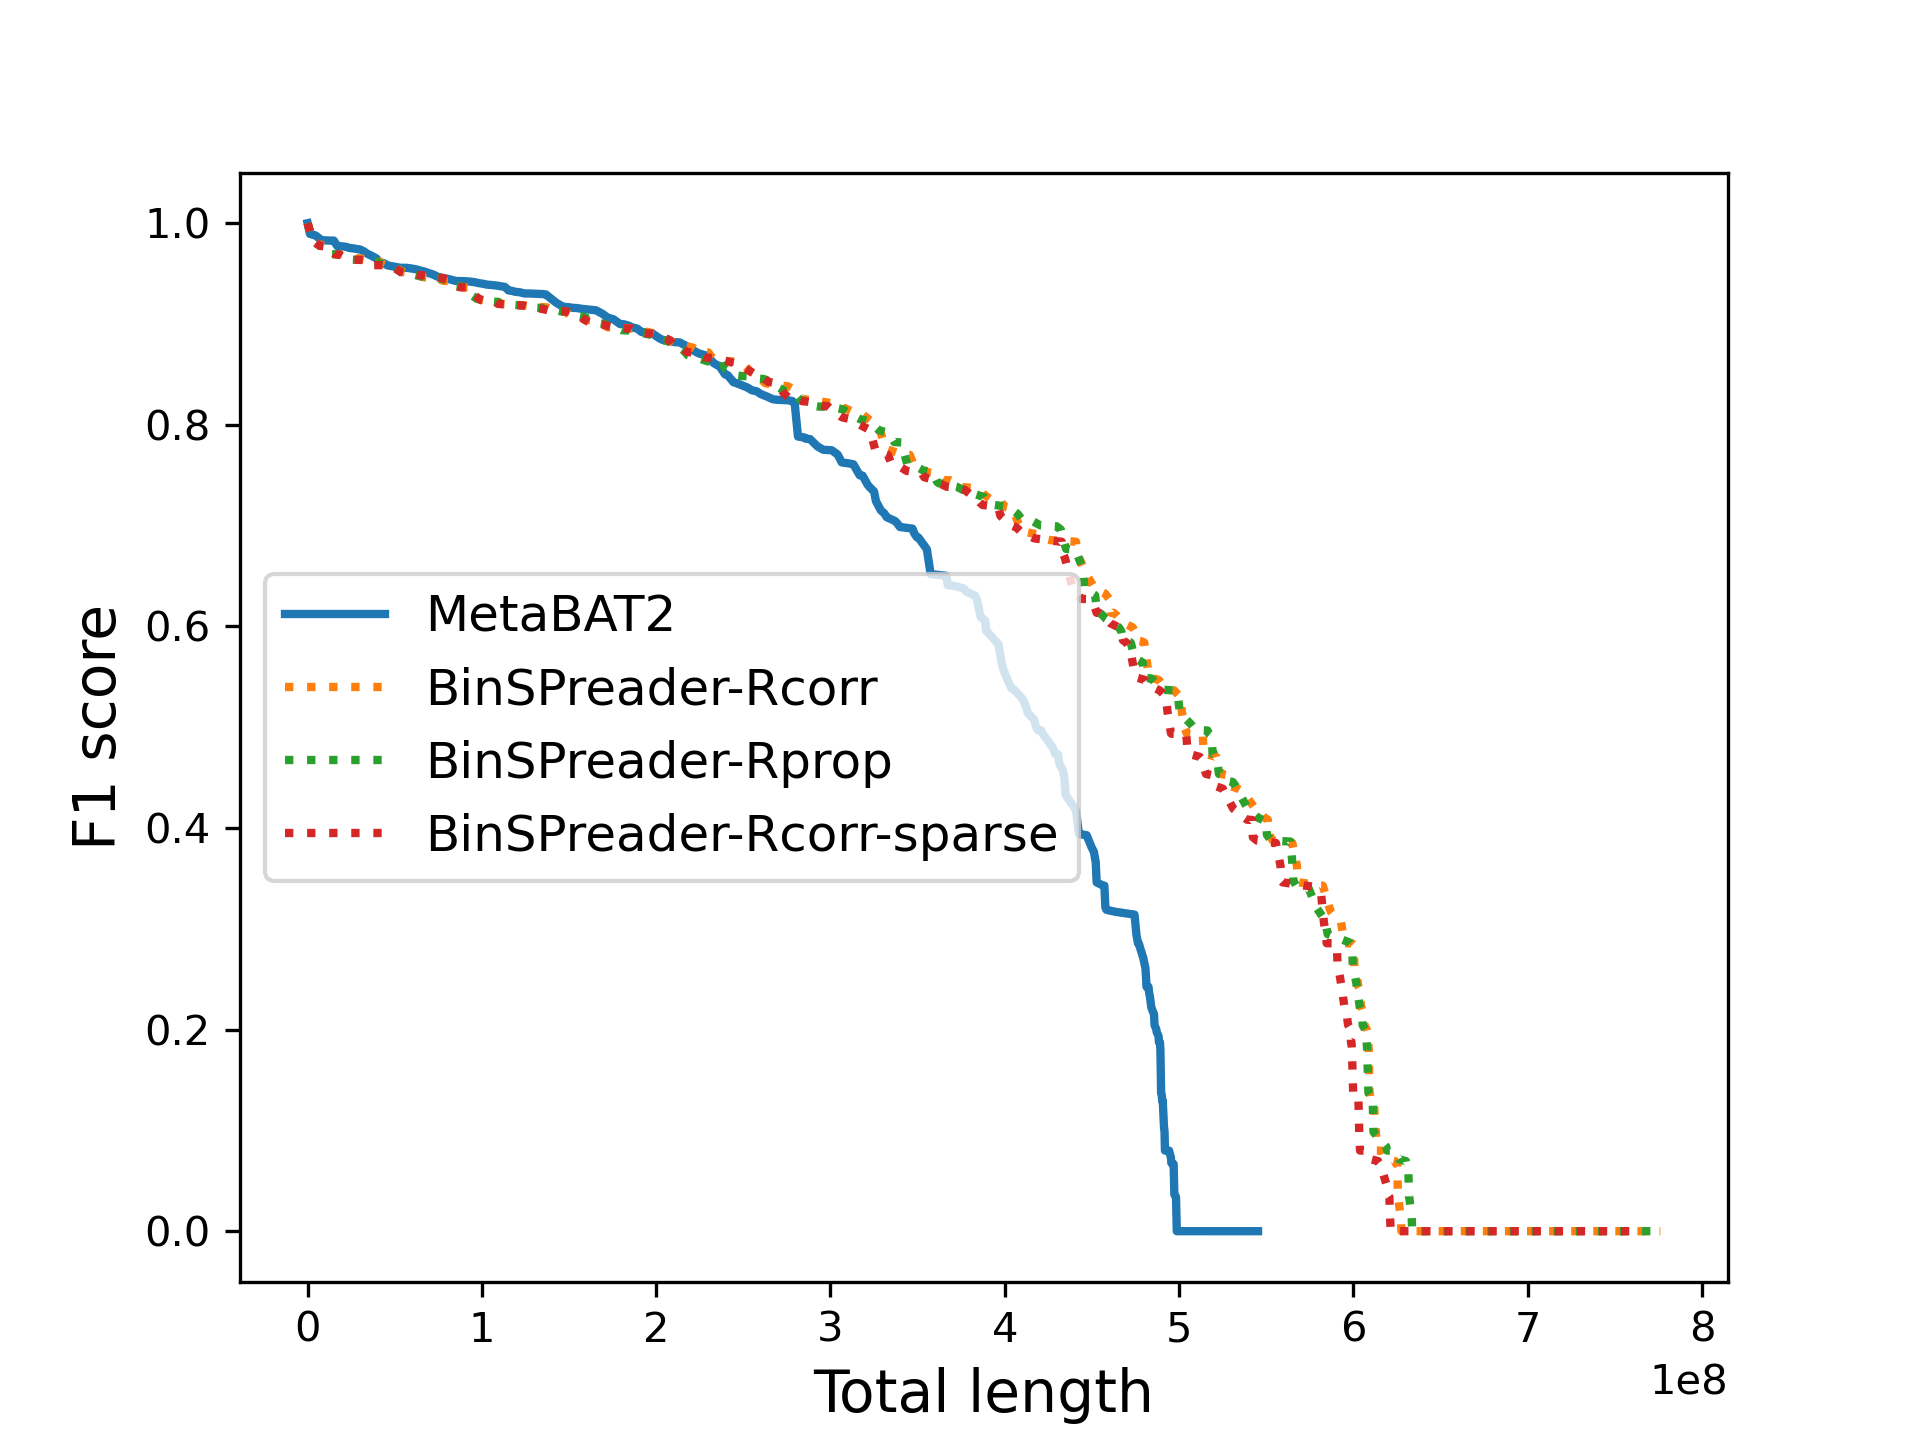 1.0
0.8
0.6
0.4
0.2
0.0
F1 score
MetaBAT2
BinSPreader-Rcorr
BinSPreader-Rprop
BinSPreader-Rcorr-sparse
0 1 2 3 4 5 6 7 8
1e8
Total length